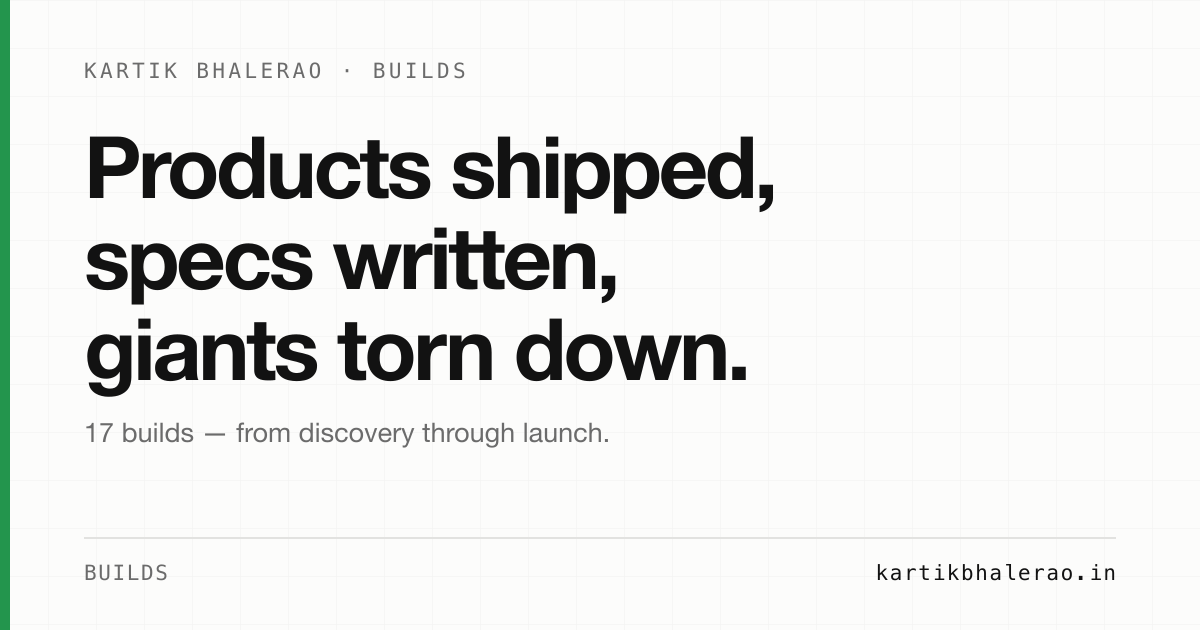 KARTIK BHALERAO · BUILDS
Products shipped,
specs written,
giants torn down.
17 builds — from discovery through launch.
BUILDS
kartikbhalerao.in